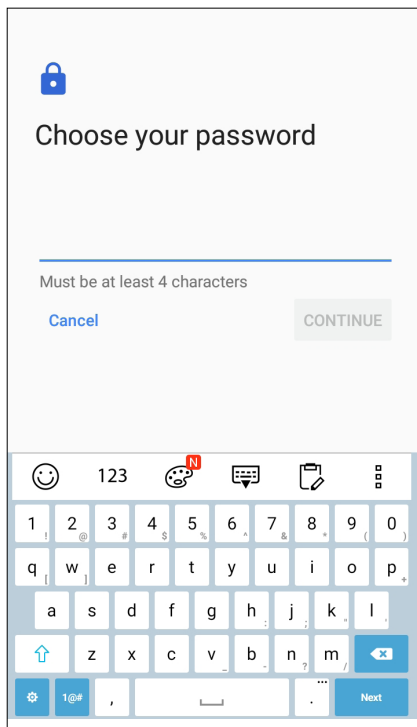 Choose your password
Must be at least 4 characters
Cancel CONTINUE
123 N
1 ! 2 @ 3 # 4 $ 5 % 6 ^ 7 & 8 * 9 ( 0 )
q [ w ] e r t y u i o p +
a s d f g h : j ; k " l '
z x c v _ b - n ? m /
1@# , . ... Next